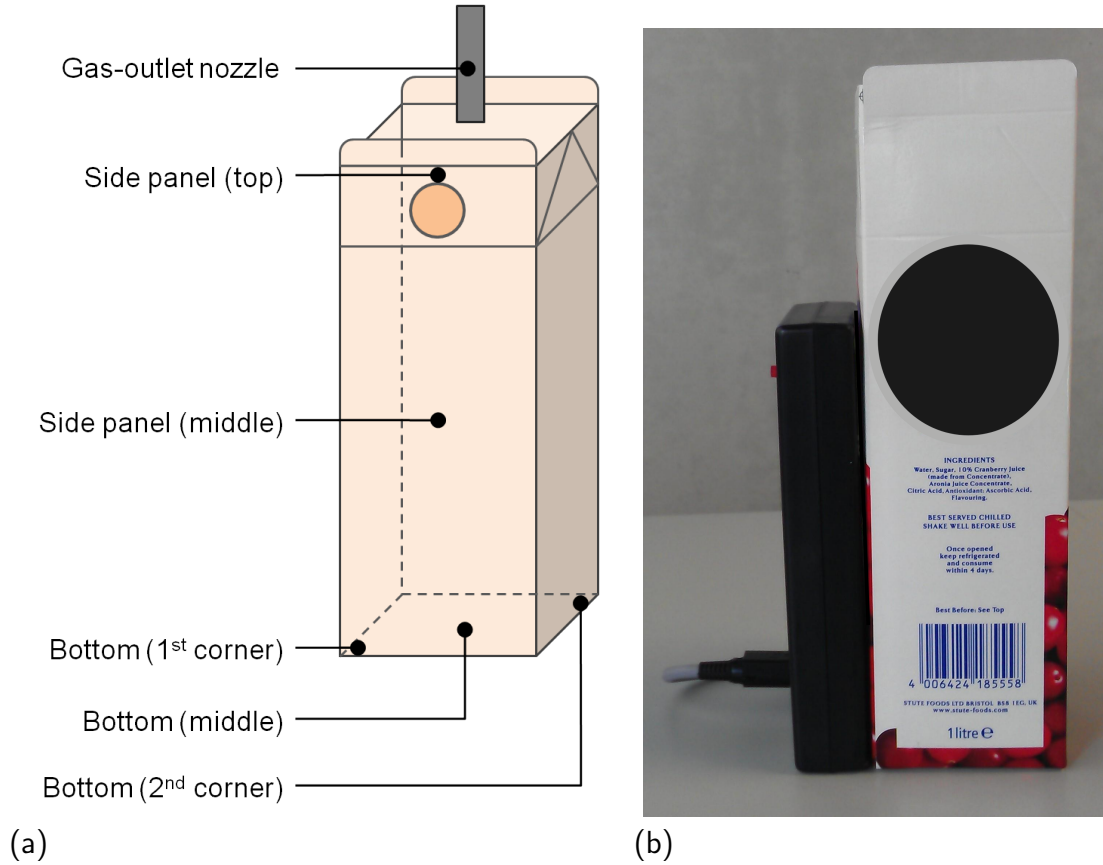 Gas-outlet nozzle
Side panel (top)
Side panel (middle)
Bottom (1st corner)
Bottom (middle)
Bottom (2nd corner)
(a)
INGREDIENTS
Water, Sugar, 10% Cranberry Juice
(made from Concentrate),
Aronia Juice Concentrate,
Citric Acid, Antioxidant: Ascorbic Acid,
Flavouring.
BEST SERVED CHILLED
SHAKE WELL BEFORE USE
Once opened
keep refrigerated
and consume
within 4 days.
Best Before: See Top
4 006424 185558
STUTE FOODS LTD BRISTOL BS8 1EG, UK
www.stute-foods.com
1 litre e
(b)